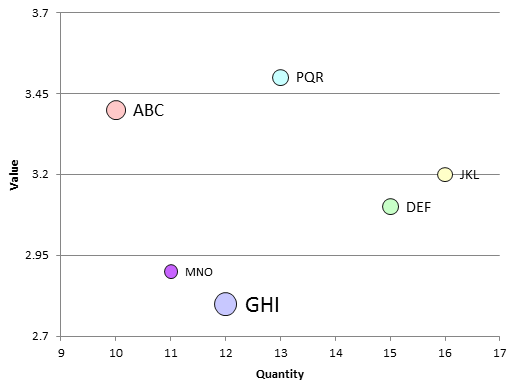 3.7
PQR
3.45
ABC
Value
3.2
JKL
DEF
2.95
MNO
GHI
2.7
9 10 11 12 13 14 15 16 17
Quantity